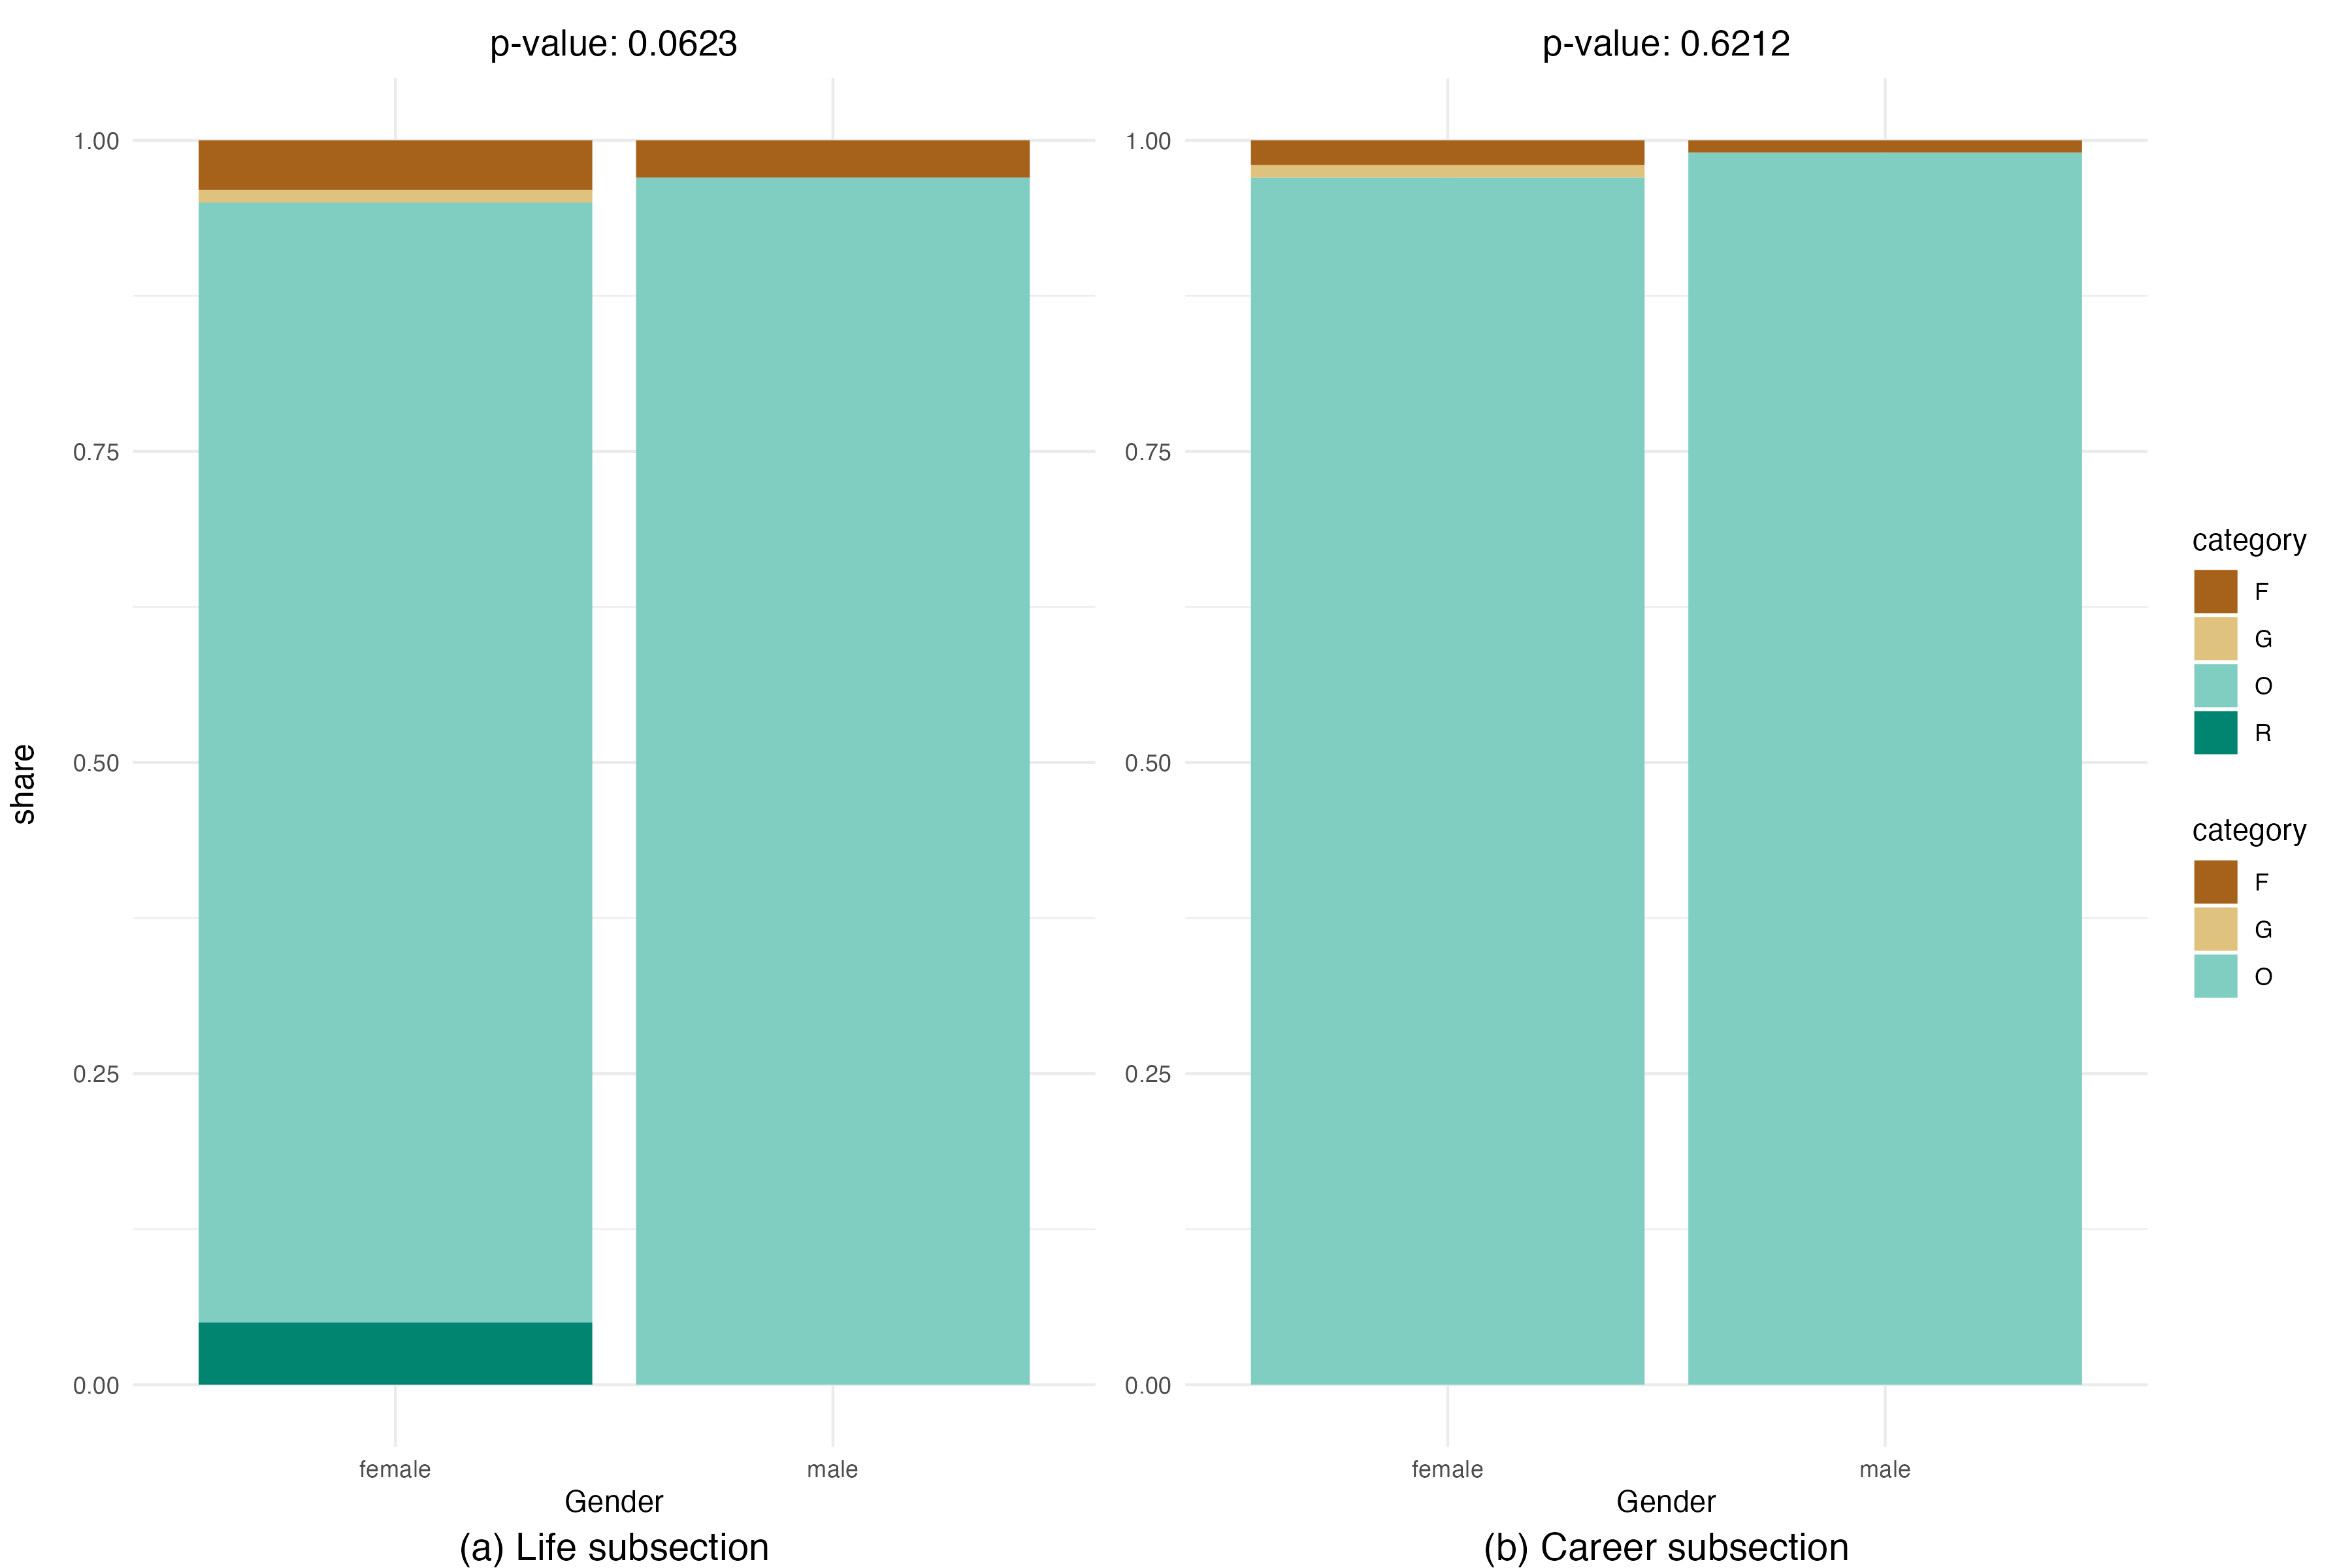 p-value: 0.0623
p-value: 0.6212
share
1.00
0.75
0.50
0.25
0.00
female
male
Gender
(a) Life subsection
1.00
0.75
0.50
0.25
0.00
female
male
Gender
(b) Career subsection
category
F
G
O
R
category
F
G
O